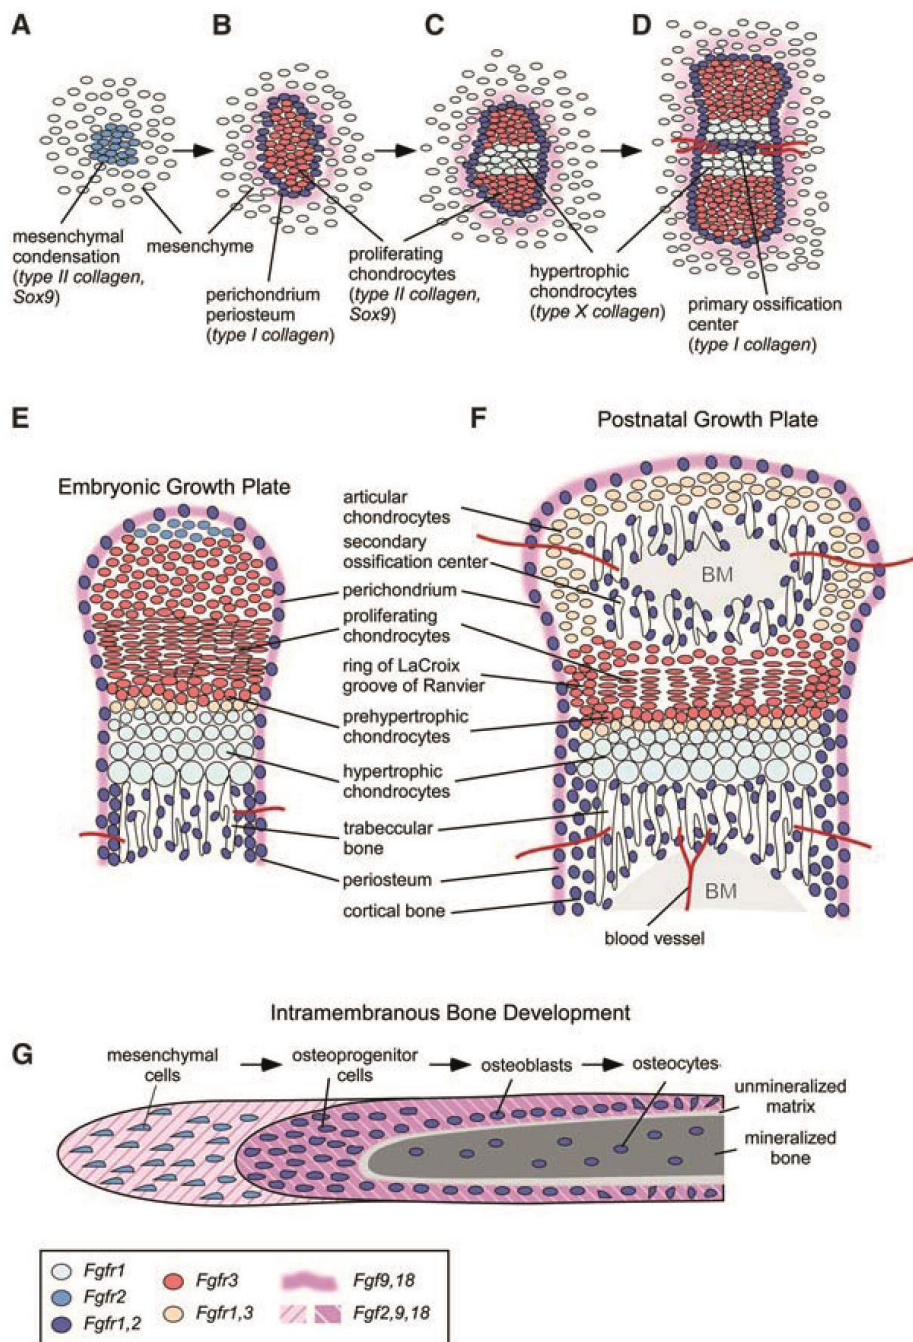 A
B
C
D
mesenchymal
condensation
(type II collagen,
Sox9)
mesenchyme
perichondrium
periosteum
(type I collagen)
proliferating
chondrocytes
(type II collagen,
Sox9)
hypertrophic
chondrocytes
(type X collagen)
primary ossification
center
(type I collagen)
E
F
Postnatal Growth Plate
Embryonic Growth Plate
articular
chondrocytes
secondary
ossification center
perichondrium
proliferating
chondrocytes
ring of LaCroix
groove of Ranvier
prehypertrophic
chondrocytes
hypertrophic
chondrocytes
trabeccular
bone
periosteum
cortical bone
BM
BM
blood vessel
Intramembranous Bone Development
G
mesenchymal
cells
osteoprogenitor
cells
osteoblasts
osteocytes
unmineralized
matrix
mineralized
bone
Fgfr1
Fgfr2
Fgfr1,2
Fgfr3
Fgfr1,3
Fgf9,18
Fgf2,9,18